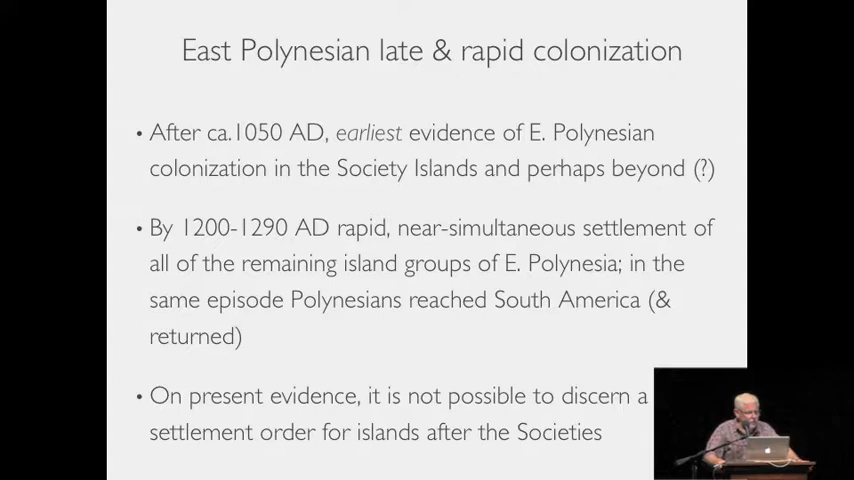 East Polynesian late & rapid colonization
• After ca.1050 AD, earliest evidence of E. Polynesian
colonization in the Society Islands and perhaps beyond (?)
• By 1200-1290 AD rapid, near-simultaneous settlement of
all of the remaining island groups of E. Polynesia; in the
same episode Polynesians reached South America (&
returned)
• On present evidence, it is not possible to discern a
settlement order for islands after the Societies